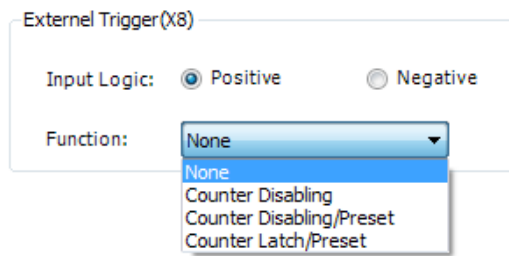 Externel Trigger(X8)
Input Logic: Positive Negative
Function: None
None
Counter Disabling
Counter Disabling/Preset
Counter Latch/Preset